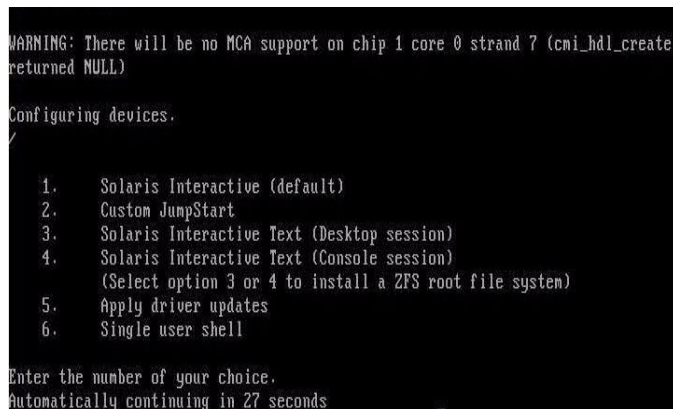 WARNING: There will be no MCA support on chip 1 core 0 strand 7 (cmi_hdl_create
returned NULL)
Configuring devices.
/
1. Solaris Interactive (default)
2. Custom JumpStart
3. Solaris Interactive Text (Desktop session)
4. Solaris Interactive Text (Console session)
(Select option 3 or 4 to install a ZFS root file system)
5. Apply driver updates
6. Single user shell
Enter the number of your choice.
Automatically continuing in 27 seconds